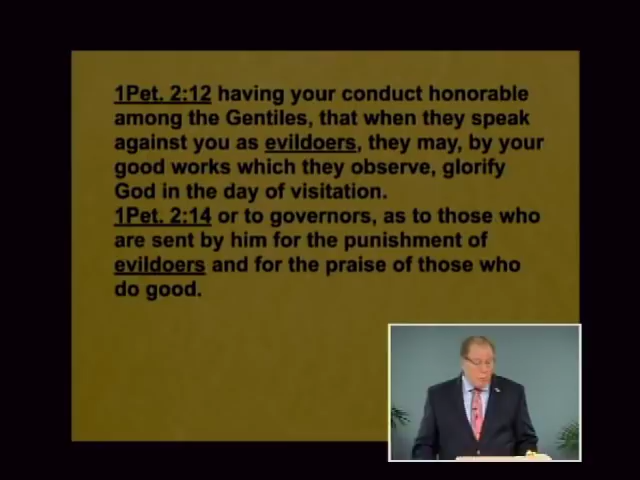 1Pet. 2:12 having your conduct honorable
among the Gentiles, that when they speak
against you as evildoers, they may, by your
good works which they observe, glorify
God in the day of visitation.
1Pet. 2:14 or to governors, as to those who
are sent by him for the punishment of
evildoers and for the praise of those who
do good.